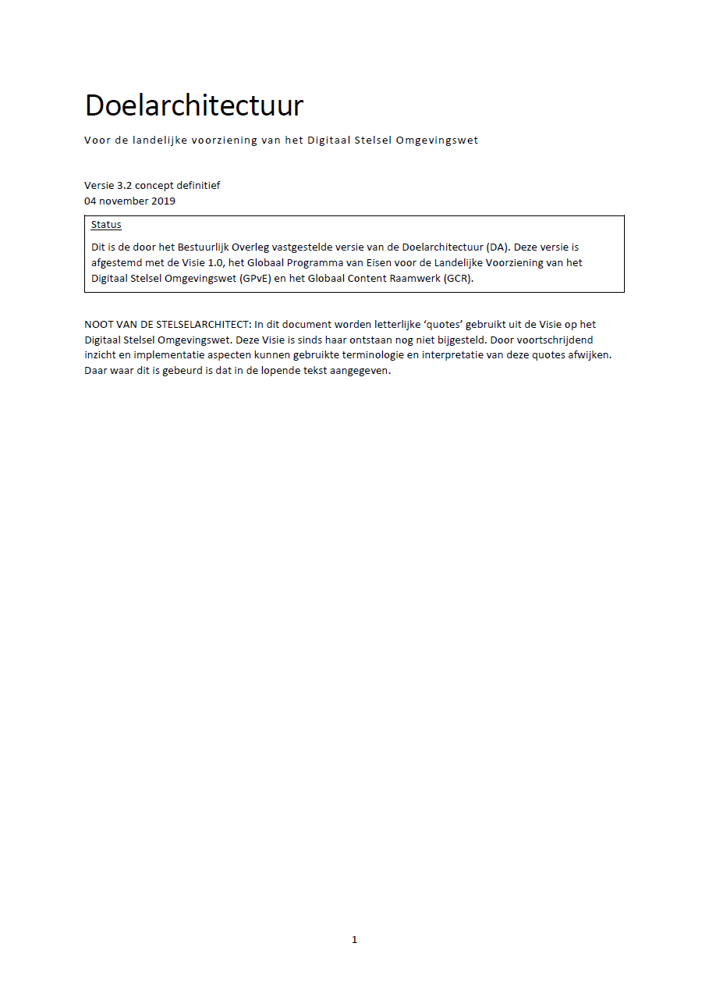 Doelarchitectuur
Voor de landelijke voorziening van het Digitaal Stelsel Omgevingswet
Versie 3.2 concept definitief
04 november 2019
Status
Dit is de door het Bestuurlijk Overleg vastgestelde versie van de Doelarchitectuur (DA). Deze versie is
afgestemd met de Visie 1.0, het Globaal Programma van Eisen voor de Landelijke Voorziening van het
Digitaal Stelsel Omgevingswet (GPvE) en het Globaal Content Raamwerk (GCR).
NOOT VAN DE STELSELARCHITECT: In dit document worden letterlijke ‘quotes’ gebruikt uit de Visie op het
Digitaal Stelsel Omgevingswet. Deze Visie is sinds haar ontstaan nog niet bijgesteld. Door voortschrijdend
inzicht en implementatie aspecten kunnen gebruikte terminologie en interpretatie van deze quotes afwijken.
Daar waar dit is gebeurd is dat in de lopende tekst aangegeven.
1